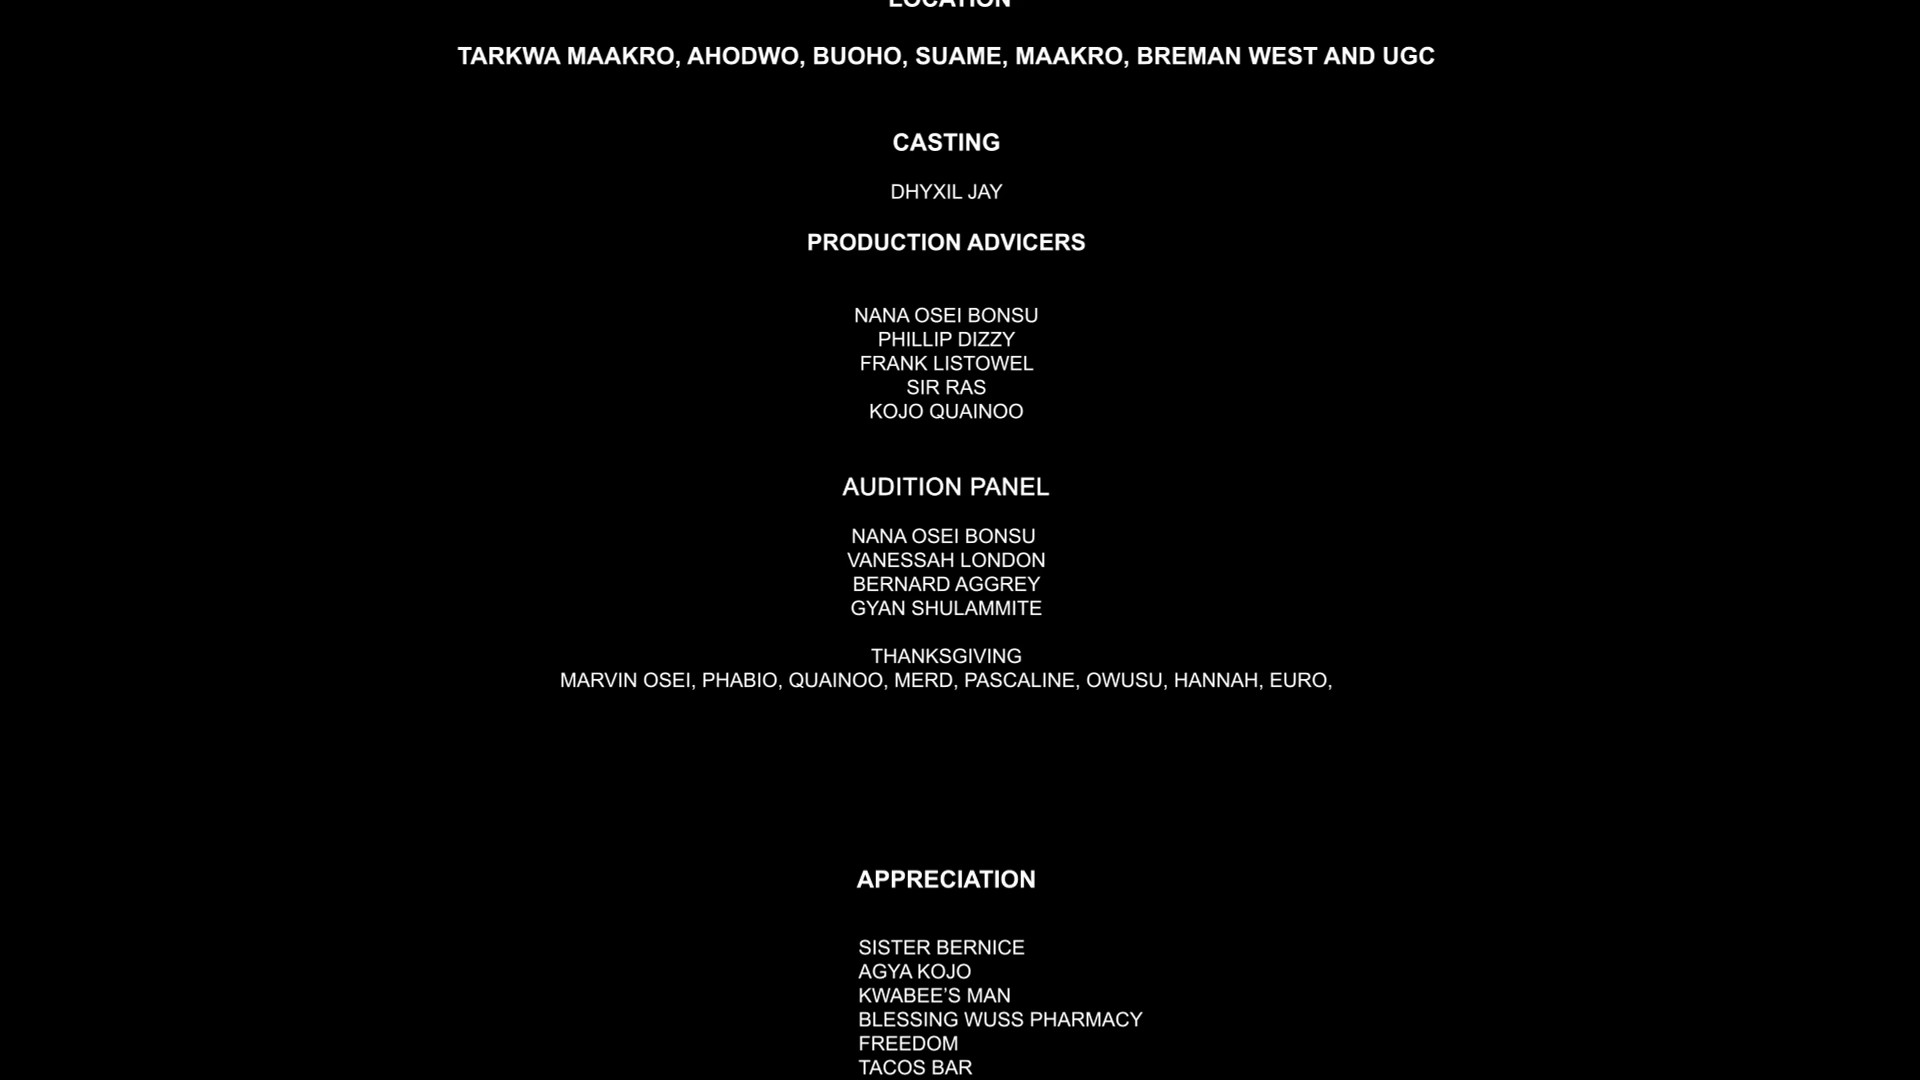 LOCATION
TARKWA MAAKRO, AHODWO, BUOHO, SUAME, MAAKRO, BREMAN WEST AND UGC
CASTING
DHYXIL JAY
PRODUCTION ADVICERS
NANA OSEI BONSU
PHILLIP DIZZY
FRANK LISTOWEL
SIR RAS
KOJO QUAINOO
AUDITION PANEL
NANA OSEI BONSU
VANESSAH LONDON
BERNARD AGGREY
GYAN SHULAMMITE
THANKSGIVING
MARVIN OSEI, PHABIO, QUAINOO, MERD, PASCALINE, OWUSU, HANNAH, EURO,
APPRECIATION
SISTER BERNICE
AGYA KOJO
KWABEE’S MAN
BLESSING WUSS PHARMACY
FREEDOM
TACOS BAR